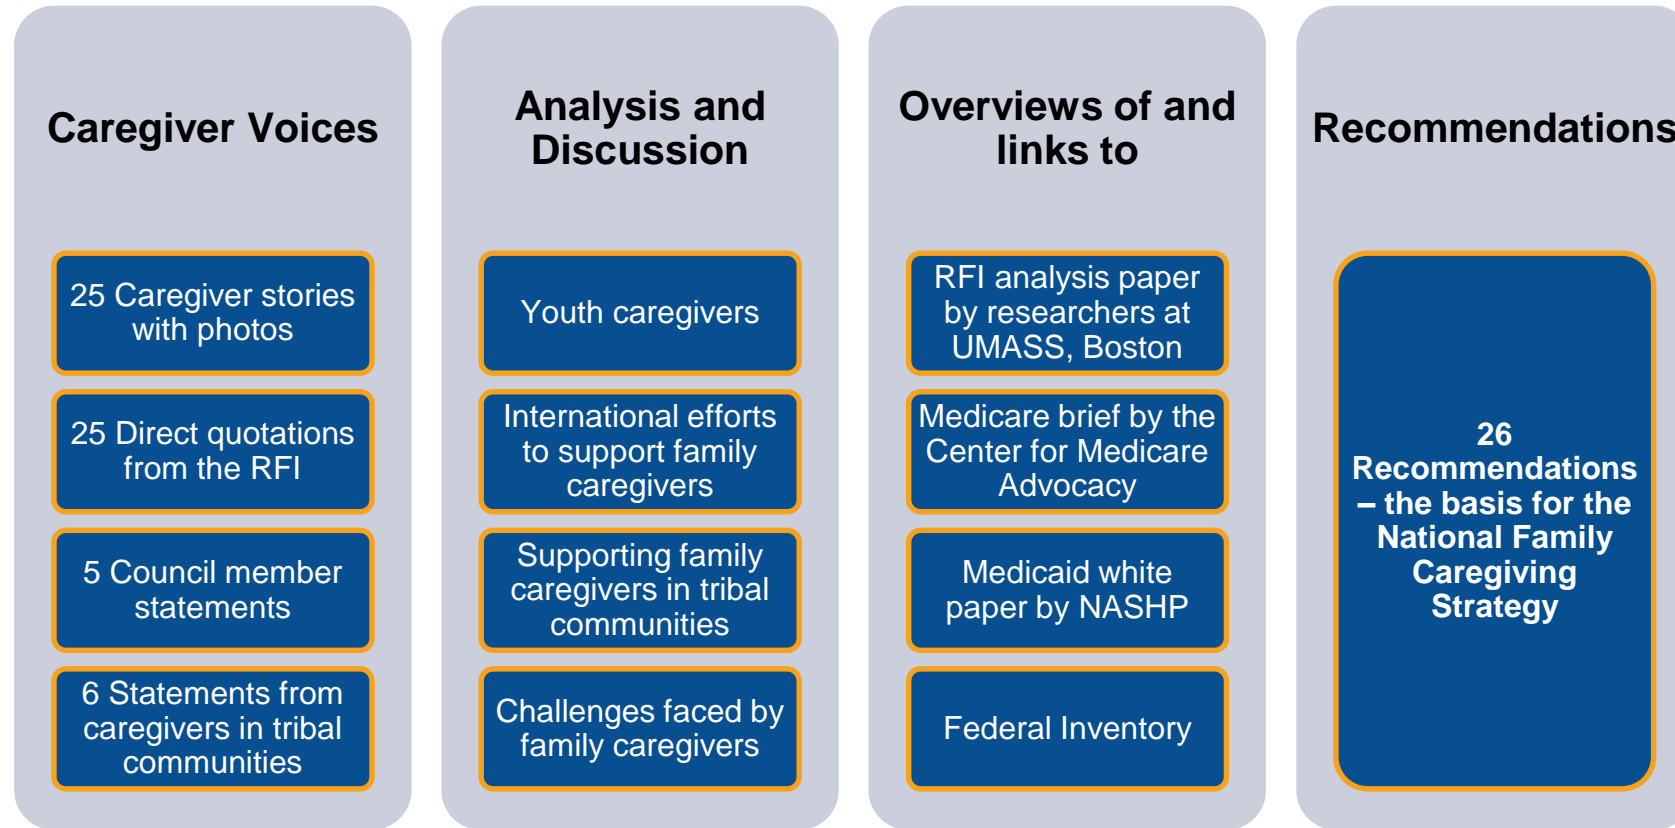 Caregiver Voices
25 Caregiver stories
with photos
25 Direct quotations
from the RFI
5 Council member
statements
6 Statements from
caregivers in tribal
communities
Analysis and
Discussion
Youth caregivers
International efforts
to support family
caregivers
Supporting family
caregivers in tribal
communities
Challenges faced by
family caregivers
Overviews of and
links to
RFI analysis paper
by researchers at
UMASS, Boston
Medicare brief by the
Center for Medicare
Advocacy
Medicaid white
paper by NASHP
Federal Inventory
Recommendations
26
Recommendations
– the basis for the
National Family
Caregiving
Strategy